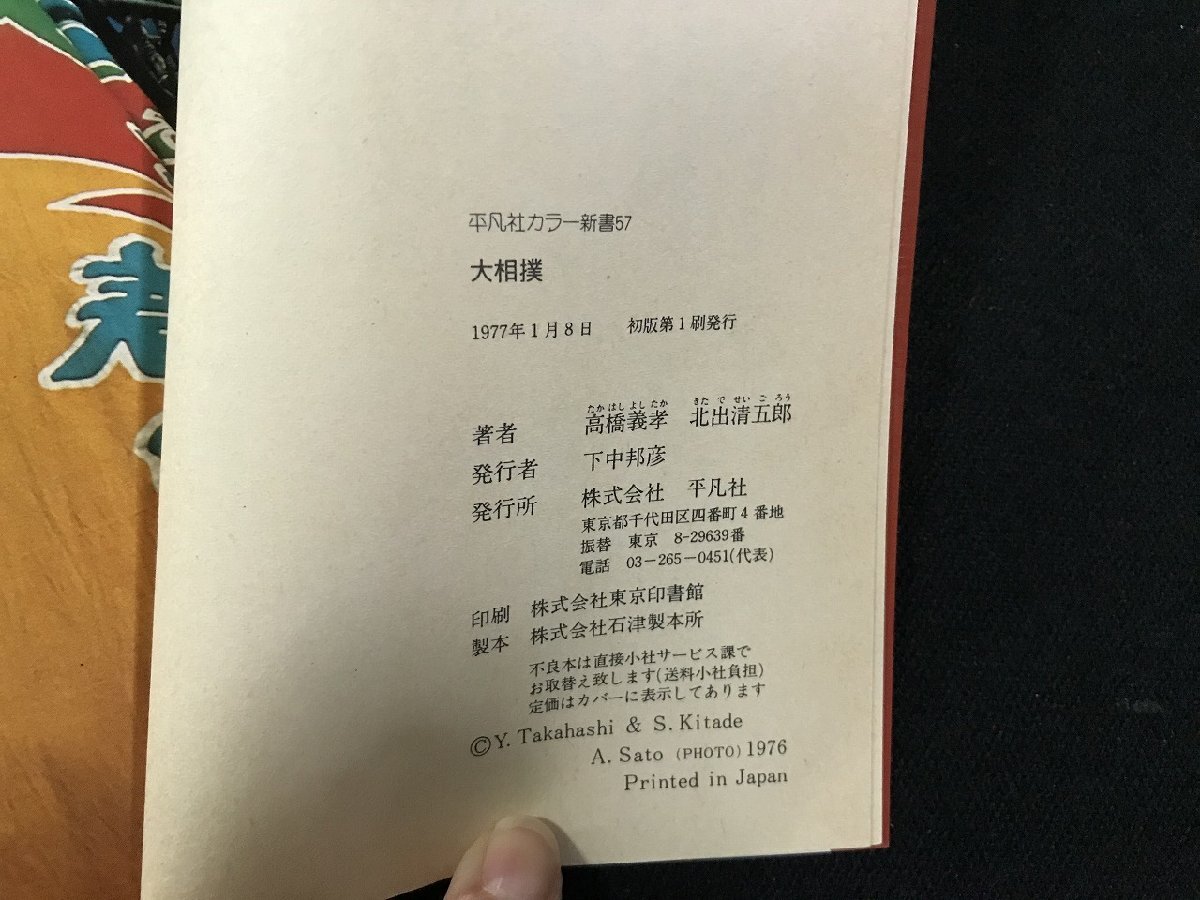 平凡社カラー新書57
大相撲
1977年1月8日 初版第1刷発行
たかはしよしたか きたでせいごろう
著者 高橋義孝 北出清五郎
発行者 下中邦彦
発行所 株式会社 平凡社
東京都千代田区四番町4番地
振替 東京 8-29639番
電話 03-265-0451(代表)
印刷 株式会社東京印書館
製本 株式会社石津製本所
不良本は直接小社サービス課で
お取替え致します(送料小社負担)
定価はカバーに表示してあります
©Y. Takahashi & S. Kitade
A. Sato (PHOTO) 1976
Printed in Japan